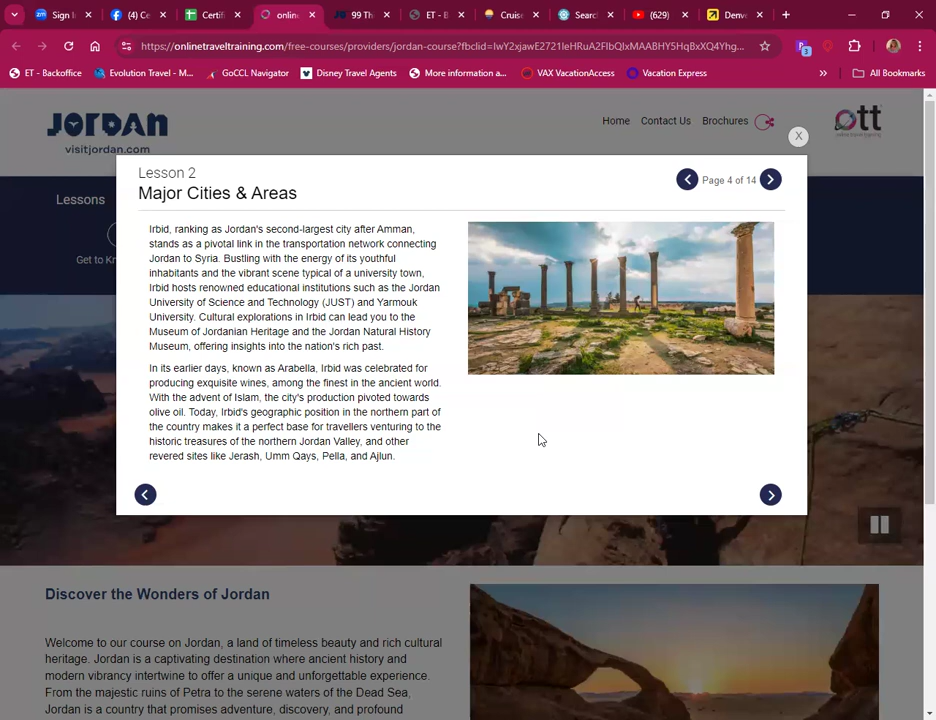 Sign I
(4) Ce
Certifi
onlin
99 Thi
ET - B
Cruise
Searc
(629)
Denve
https://onlinetraveltraining.com/free-courses/providers/jordan-course?fbclid=IwY2xjawE2721leHRuA2FlbQIxMAABHY5HqBxXQ4Yhg...
3
ET - Backoffice
Evolution Travel - M...
GoCCL Navigator
Disney Travel Agents
More information a...
VAX VacationAccess
Vacation Express
All Bookmarks
JORDAN
visitjordan.com
Home
Contact Us
Brochures
ott
X
Lesson 2
Major Cities & Areas
Page 4 of 14
Lessons
Get to Kn
Irbid, ranking as Jordan's second-largest city after Amman,
stands as a pivotal link in the transportation network connecting
Jordan to Syria. Bustling with the energy of its youthful
inhabitants and the vibrant scene typical of a university town,
Irbid hosts renowned educational institutions such as the Jordan
University of Science and Technology (JUST) and Yarmouk
University. Cultural explorations in Irbid can lead you to the
Museum of Jordanian Heritage and the Jordan Natural History
Museum, offering insights into the nation's rich past.
In its earlier days, known as Arabella, Irbid was celebrated for
producing exquisite wines, among the finest in the ancient world.
With the advent of Islam, the city's production pivoted towards
olive oil. Today, Irbid's geographic position in the northern part of
the country makes it a perfect base for travellers venturing to the
historic treasures of the northern Jordan Valley, and other
revered sites like Jerash, Umm Qays, Pella, and Ajlun.
Discover the Wonders of Jordan
Welcome to our course on Jordan, a land of timeless beauty and rich cultural
heritage. Jordan is a captivating destination where ancient history and
modern vibrancy intertwine to offer a unique and unforgettable experience.
From the majestic ruins of Petra to the serene waters of the Dead Sea,
Jordan is a country that promises adventure, discovery, and profound